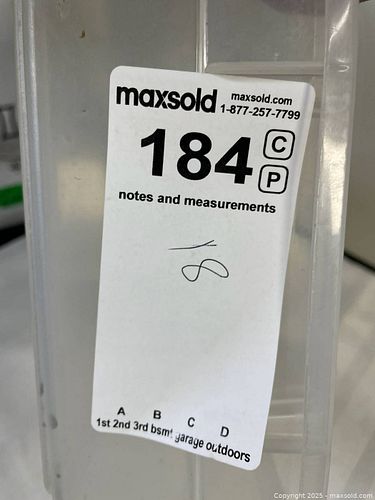 maxsold maxsold.com
1-877-257-7799
184 C
P
notes and measurements
8
A B C D
1st 2nd 3rd bsmt garage outdoors
Copyright 2025 - maxsold.com